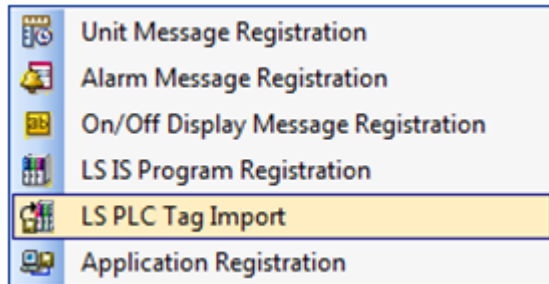 Unit Message Registration
Alarm Message Registration
On/Off Display Message Registration
LS IS Program Registration
LS PLC Tag Import
Application Registration